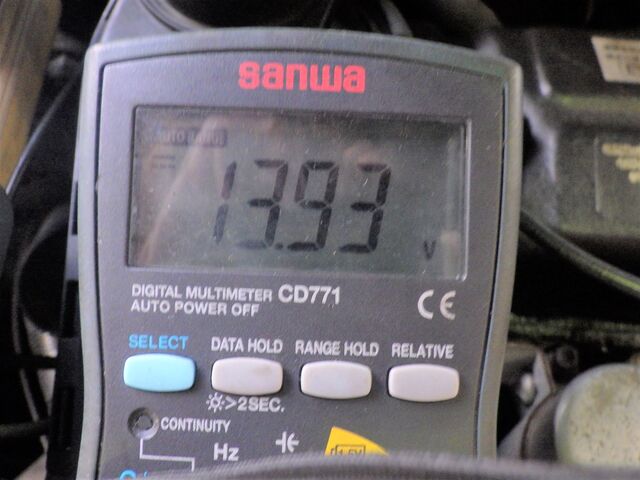 sanwa
13.93
V
DIGITAL MULTIMETER CD771
AUTO POWER OFF
CE
SELECT DATA HOLD RANGE HOLD RELATIVE
>2SEC.
CONTINUITY
Hz